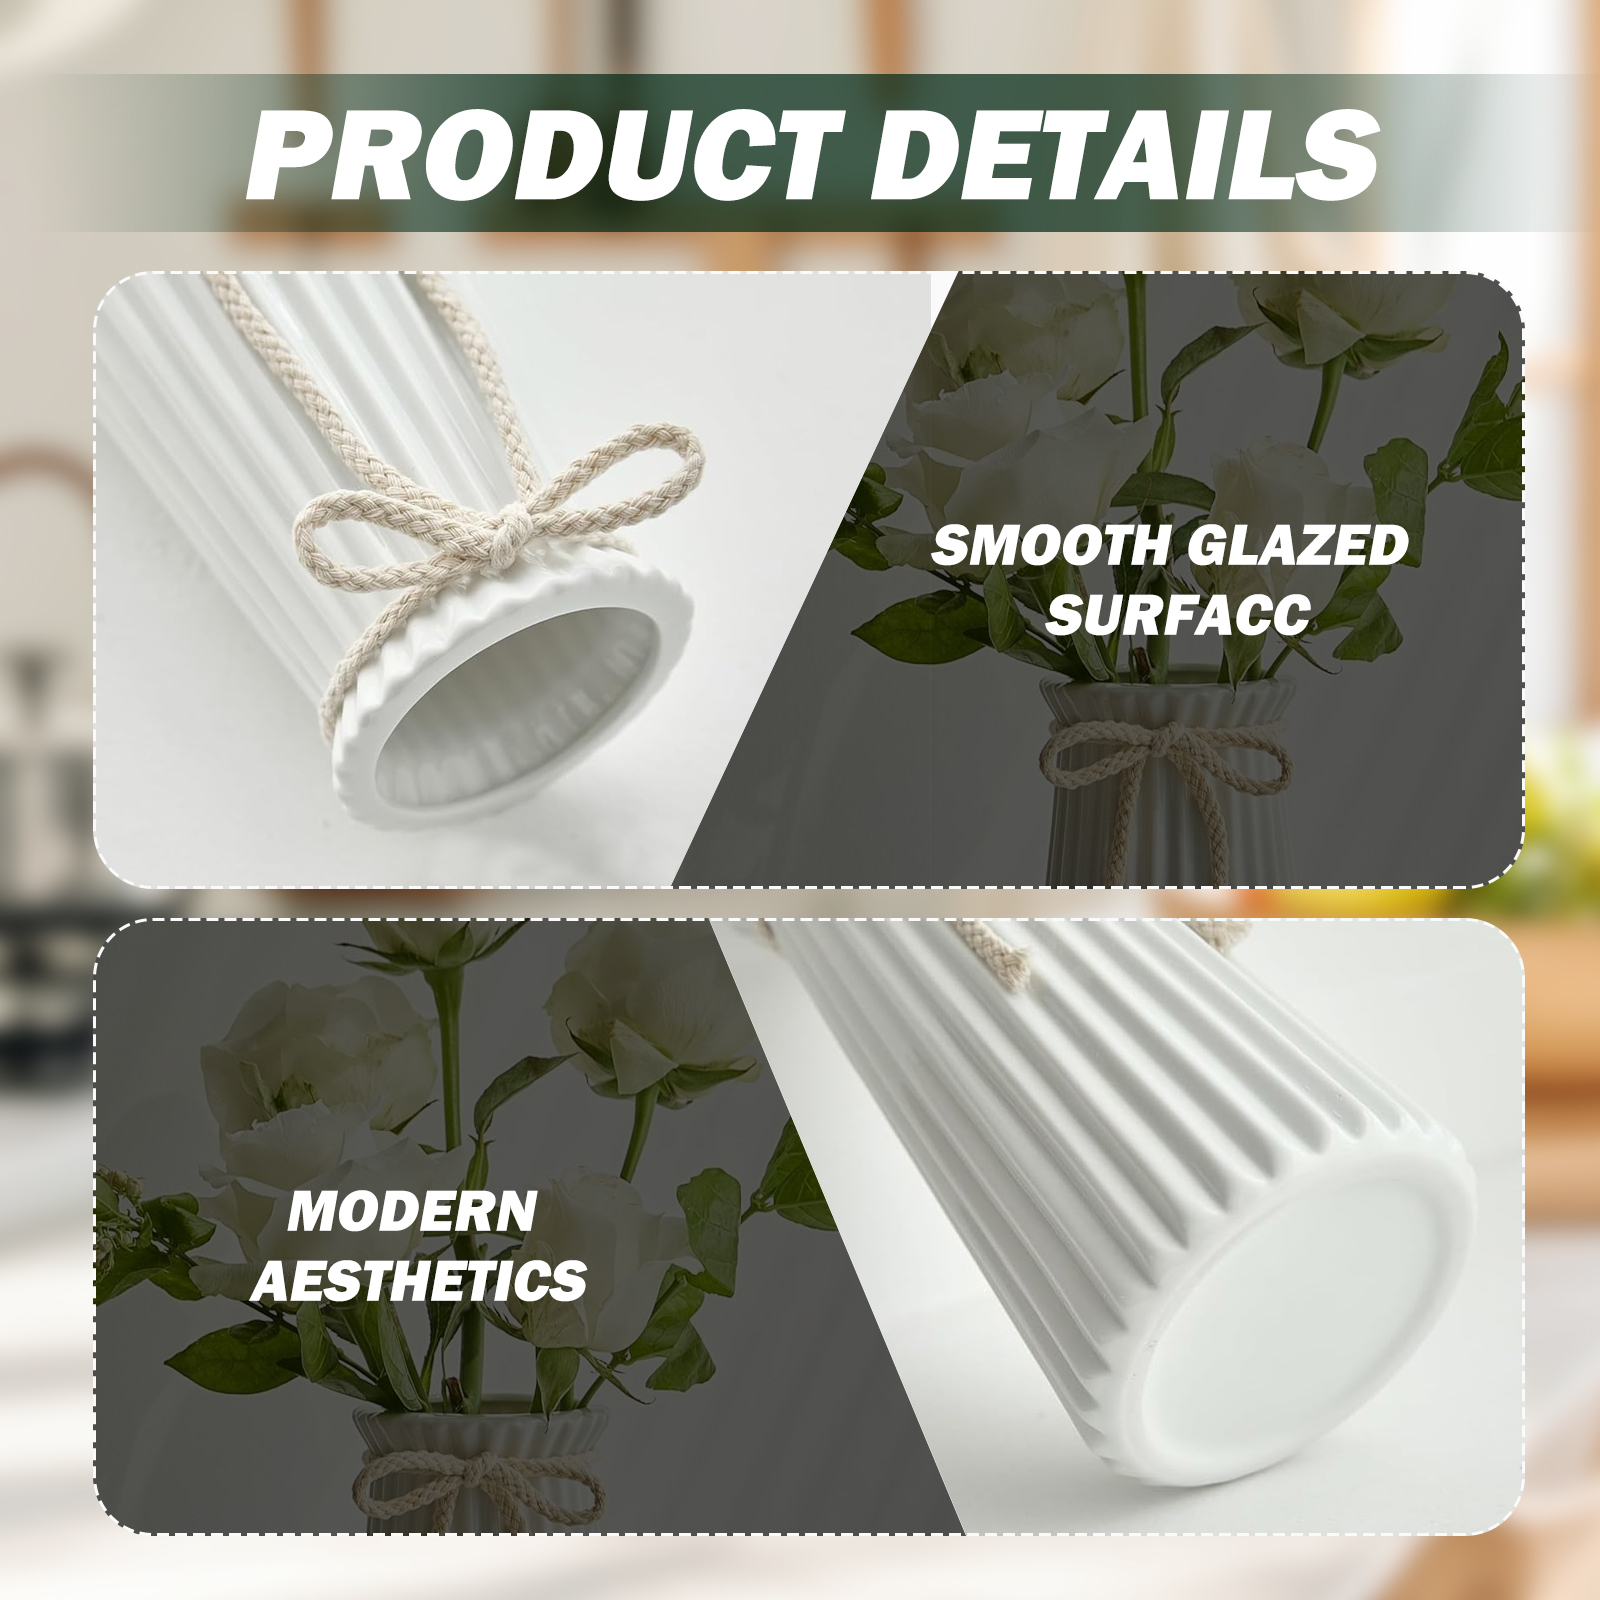 PRODUCT DETAILS
SMOOTH GLAZED
SURFACC
MODERN
AESTHETICS